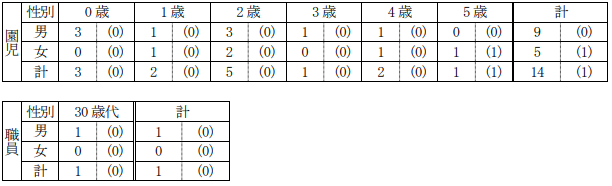 園児 性別 0歳 1歳 2歳 3歳 4歳 5歳 計
男 3 (0) 1 (0) 3 (0) 1 (0) 1 (0) 0 (0) 9 (0)
女 0 (0) 1 (0) 2 (0) 0 (0) 1 (0) 1 (1) 5 (1)
計 3 (0) 2 (0) 5 (0) 1 (0) 2 (0) 1 (1) 14 (1)
職員 性別 30歳代 計
男 1 (0) 1 (0)
女 0 (0) 0 (0)
計 1 (0) 1 (0)